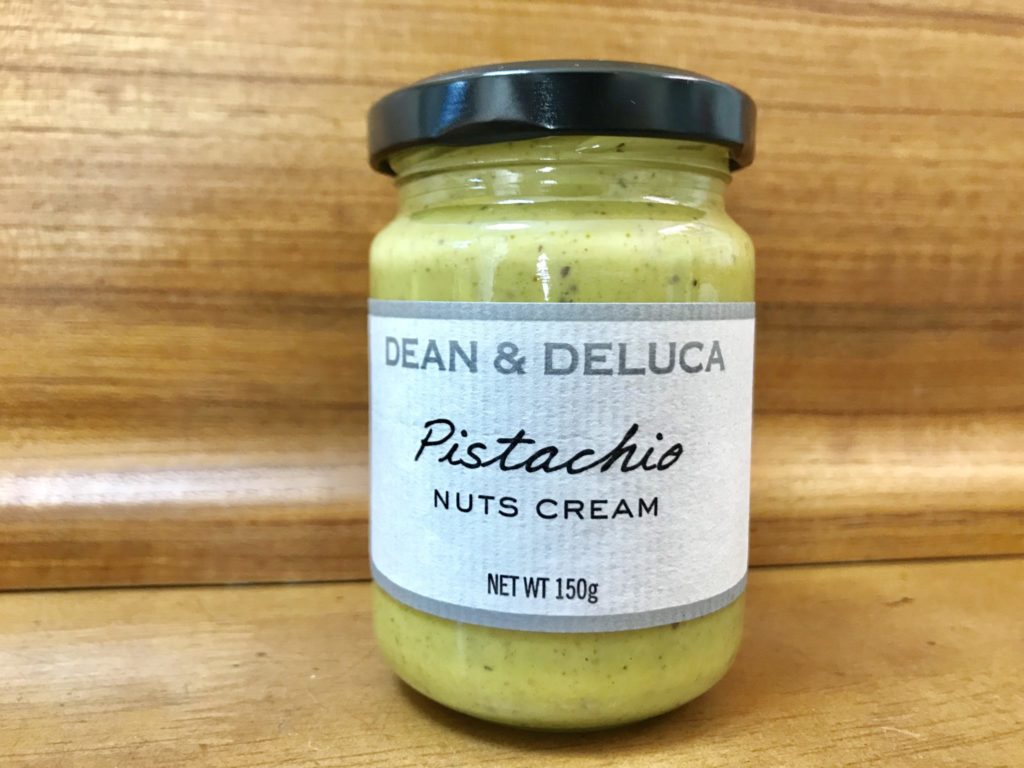 DEAN & DELUCA
Pistachio
NUTS CREAM
NET WT 150g